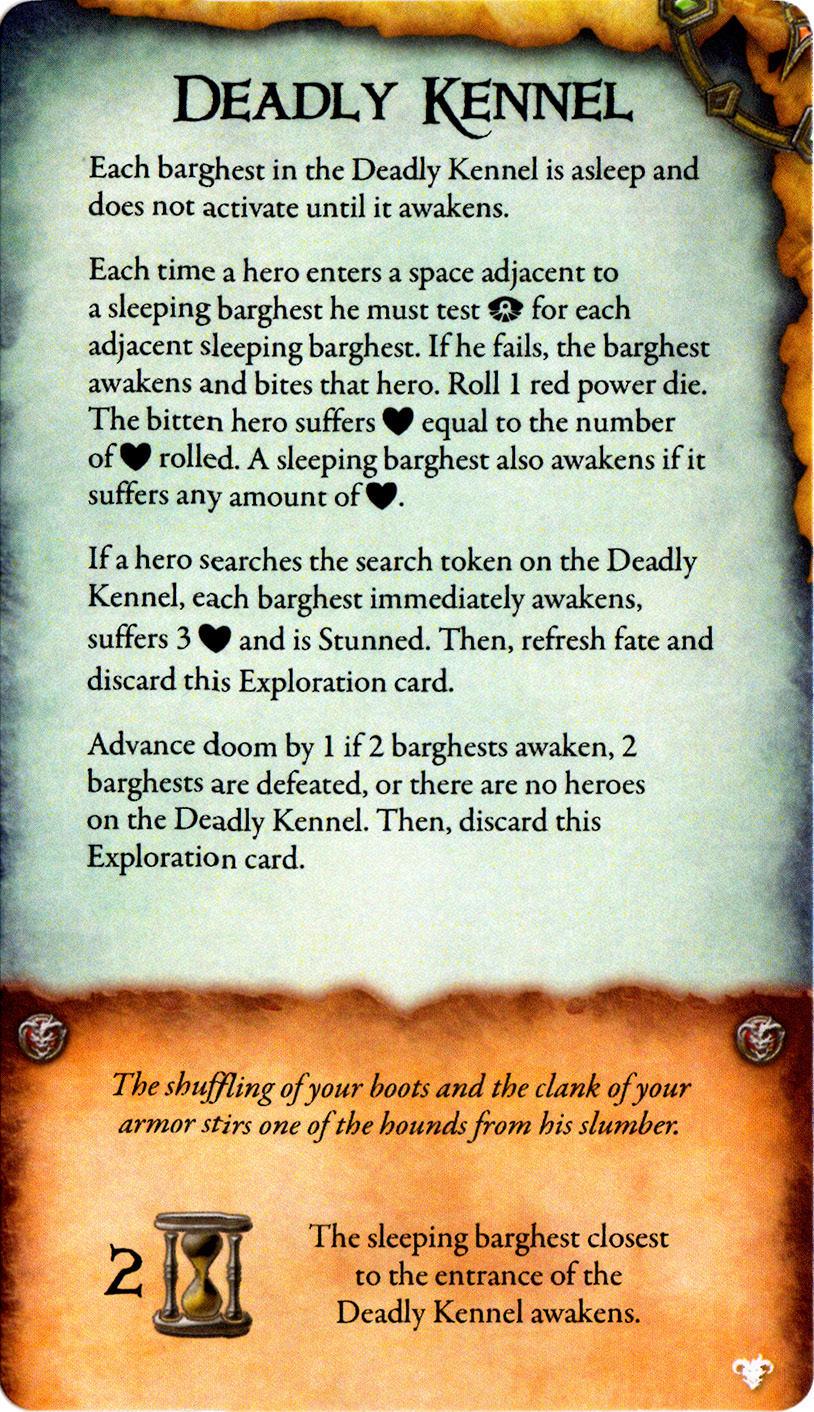 DEADLY KENNEL
Each barghest in the Deadly Kennel is asleep and
does not activate until it awakens.
Each time a hero enters a space adjacent to
a sleeping barghest he must test for each
adjacent sleeping barghest. If he fails, the barghest
awakens and bites that hero. Roll 1 red power die.
The bitten hero suffers ♥ equal to the number
of ♥ rolled. A sleeping barghest also awakens if it
suffers any amount of ♥.
If a hero searches the search token on the Deadly
Kennel, each barghest immediately awakens,
suffers 3 ♥ and is Stunned. Then, refresh fate and
discard this Exploration card.
Advance doom by 1 if 2 barghests awaken, 2
barghests are defeated, or there are no heroes
on the Deadly Kennel. Then, discard this
Exploration card.
The shuffling of your boots and the clank of your
armor stirs one of the hounds from his slumber.
2
The sleeping barghest closest
to the entrance of the
Deadly Kennel awakens.